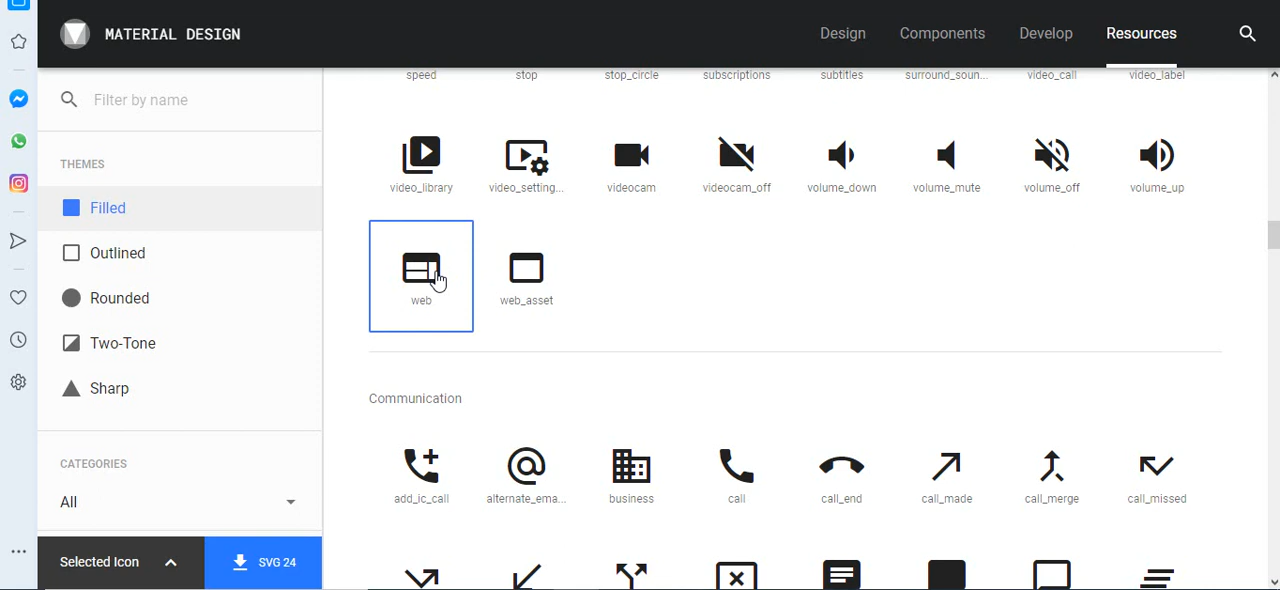 MATERIAL DESIGN
Design
Components
Develop
Resources
Filter by name
THEMES
Filled
Outlined
Rounded
Two-Tone
Sharp
CATEGORIES
All
Selected Icon
SVG 24
speed
stop
stop_circle
subscriptions
subtitles
surround_soun...
video_call
video_label
video_library
video_setting...
videocam
videocam_off
volume_down
volume_mute
volume_off
volume_up
web
web_asset
Communication
add_ic_call
alternate_ema...
business
call
call_end
call_made
call_merge
call_missed